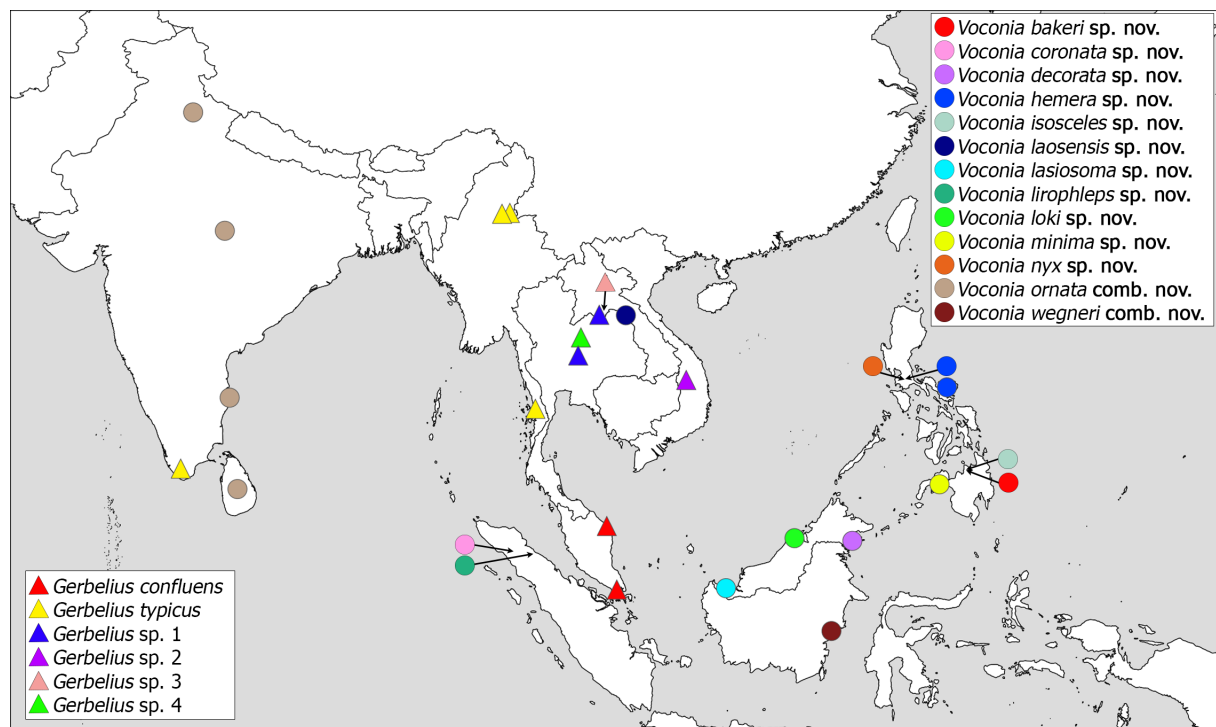 Voconia bakeri sp. nov.
Voconia coronata sp. nov.
Voconia decorata sp. nov.
Voconia hemera sp. nov.
Voconia isosceles sp. nov.
Voconia laosensis sp. nov.
Voconia lasiosoma sp. nov.
Voconia lirophleps sp. nov.
Voconia loki sp. nov.
Voconia minima sp. nov.
Voconia nyx sp. nov.
Voconia ornata comb. nov.
Voconia wegneri comb. nov.
Gerbelius confluens
Gerbelius typicus
Gerbelius sp. 1
Gerbelius sp. 2
Gerbelius sp. 3
Gerbelius sp. 4